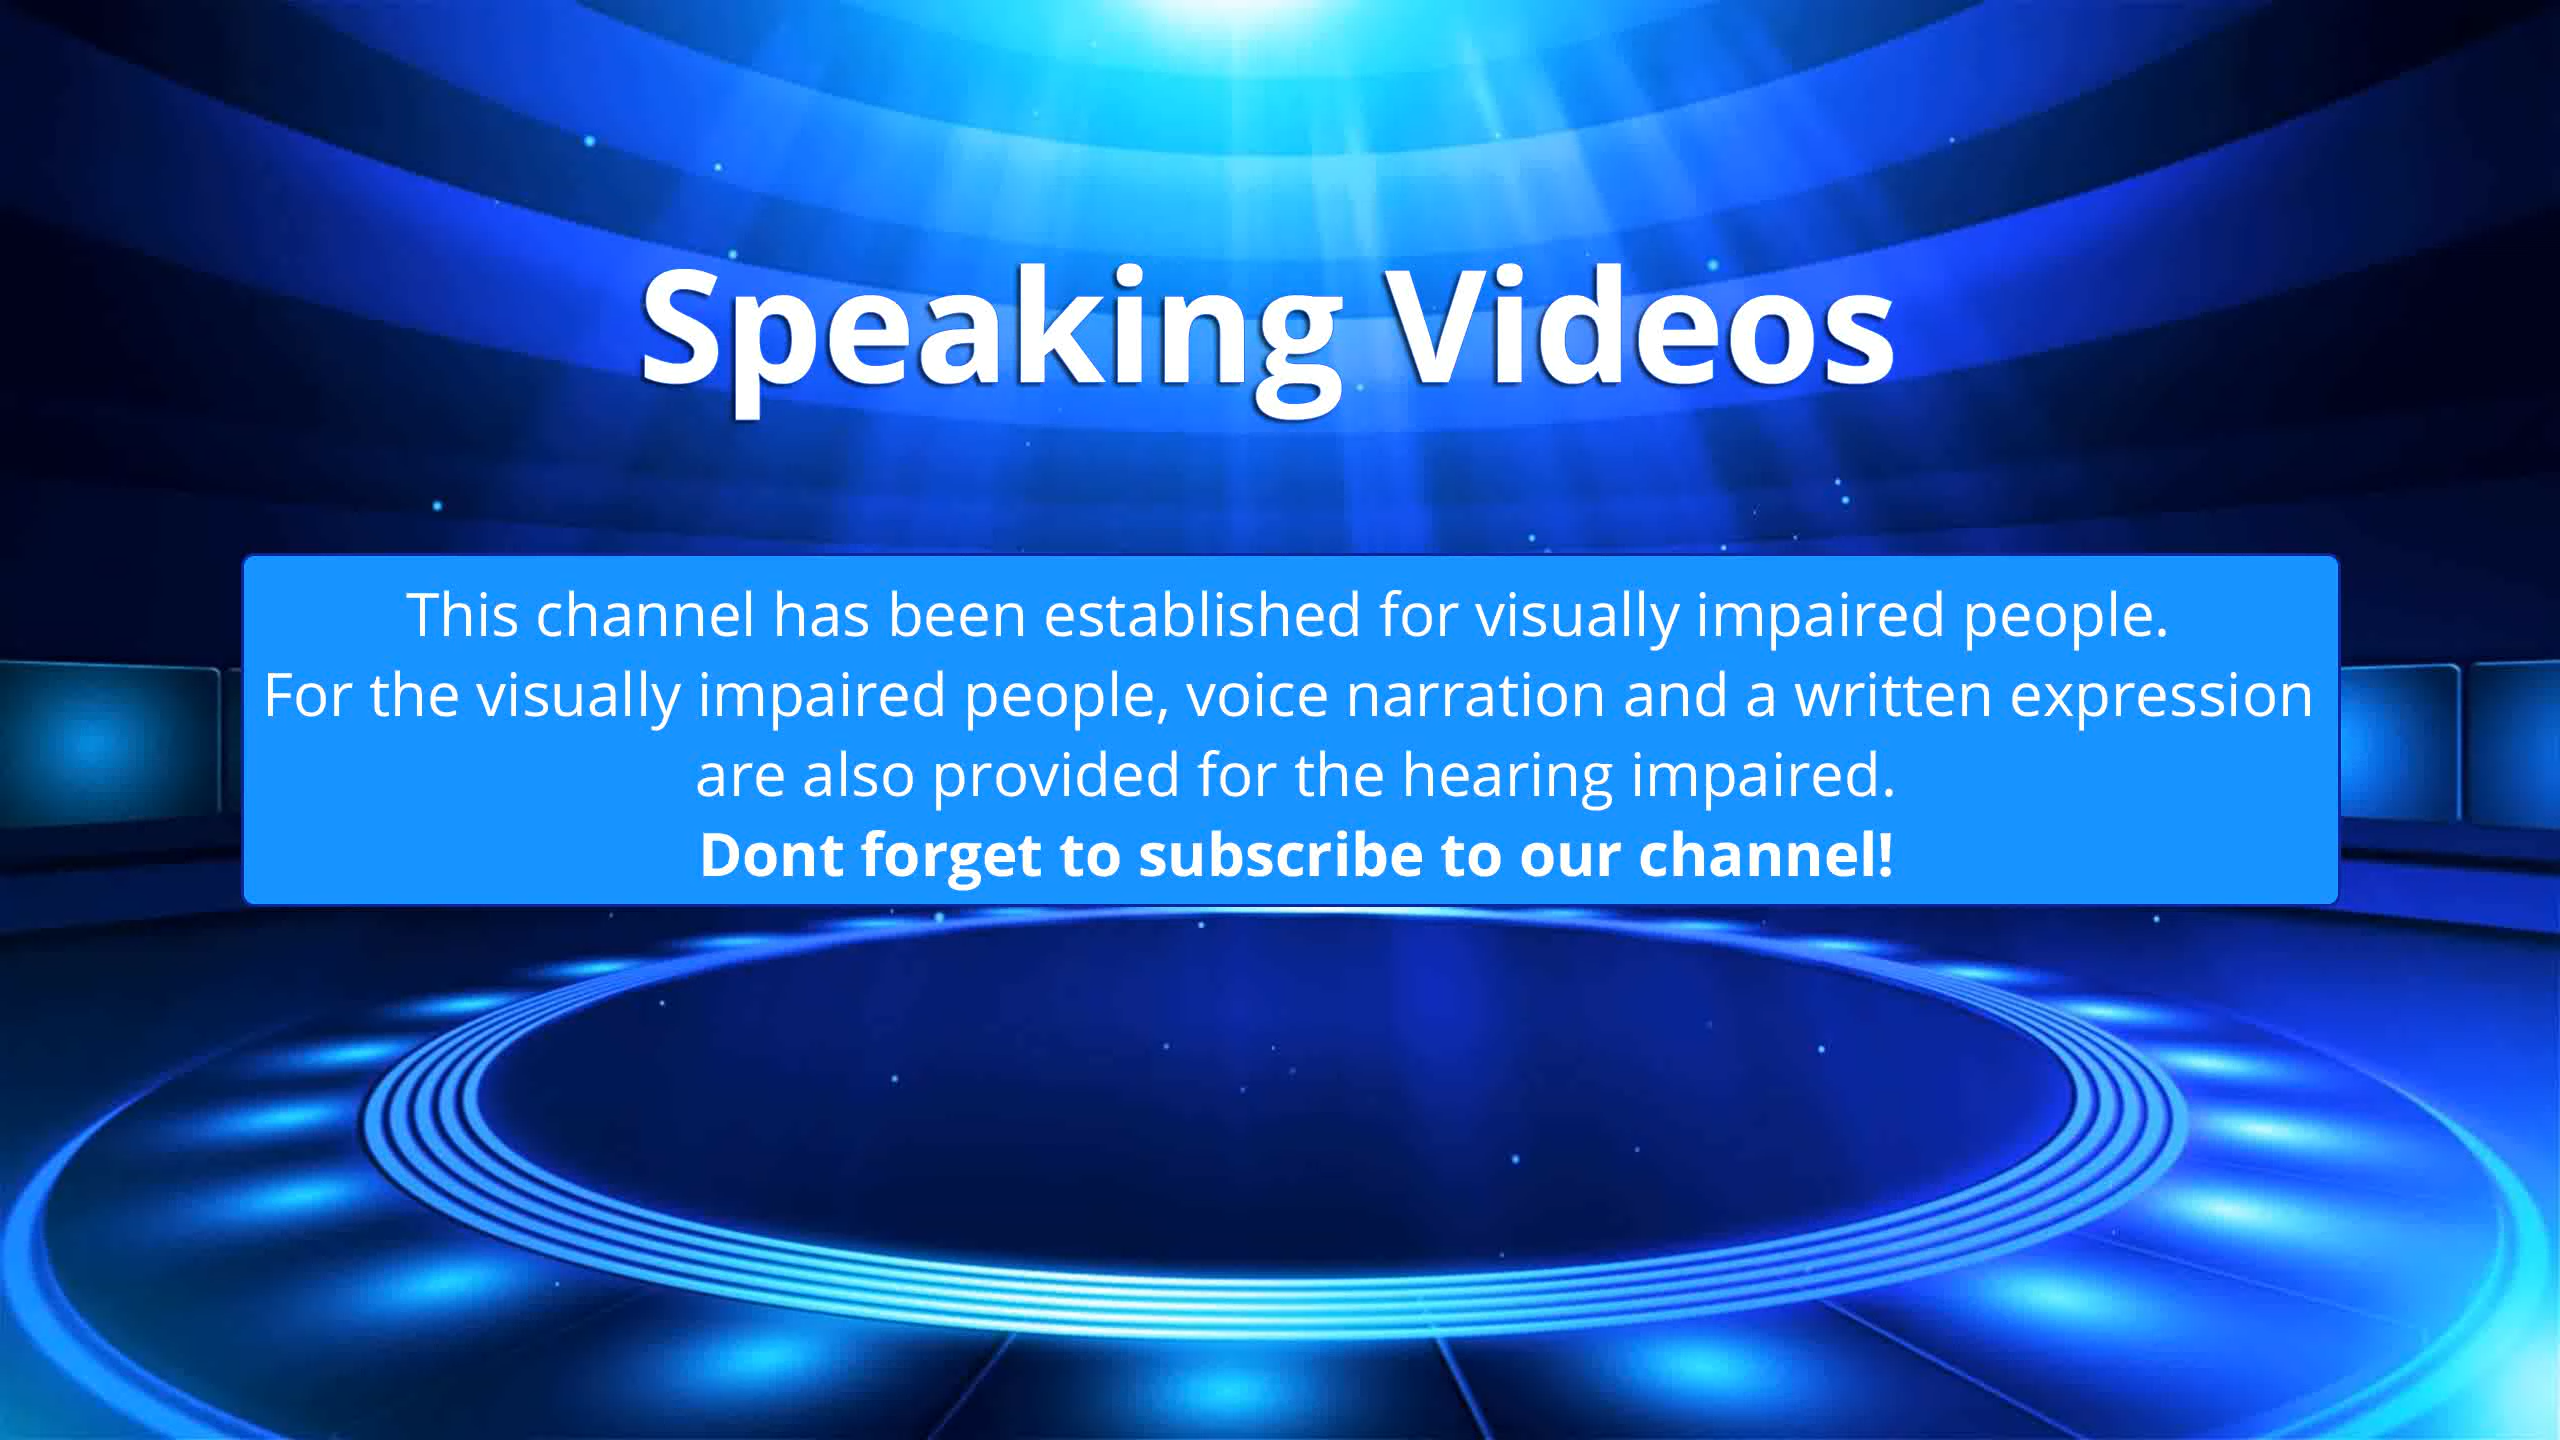 Speaking Videos
This channel has been established for visually impaired people.
For the visually impaired people, voice narration and a written expression
are also provided for the hearing impaired.
Dont forget to subscribe to our channel!